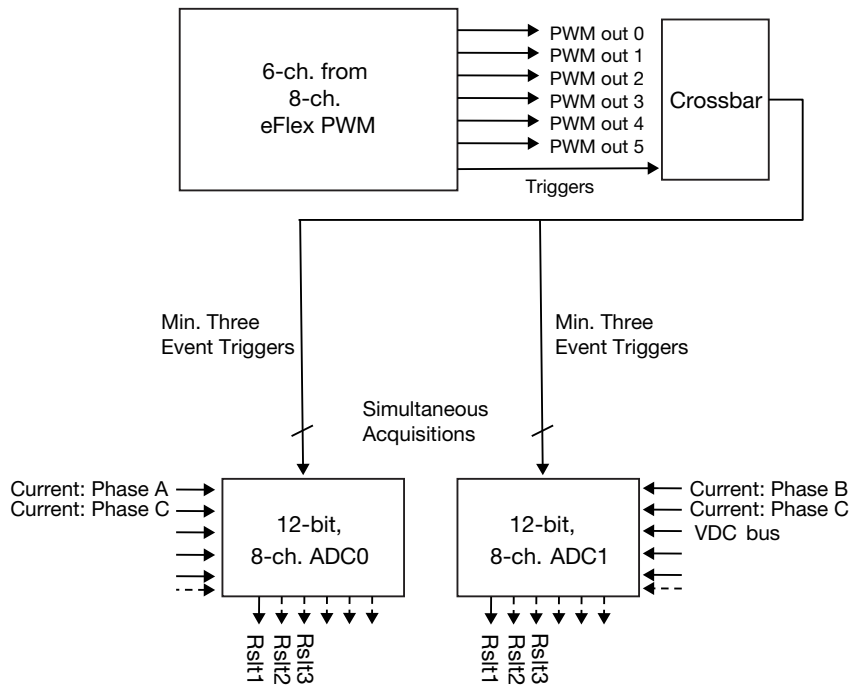 6-ch. from
8-ch.
eFlex PWM
PWM out 0
PWM out 1
PWM out 2
PWM out 3
PWM out 4
PWM out 5
Triggers
Crossbar
Min. Three
Event Triggers
Min. Three
Event Triggers
Simultaneous
Acquisitions
Current: Phase A
Current: Phase C
12-bit,
8-ch. ADC0
12-bit,
8-ch. ADC1
Current: Phase B
Current: Phase C
VDC bus
Rslt1
Rslt2
Rslt3
Rslt1
Rslt2
Rslt3